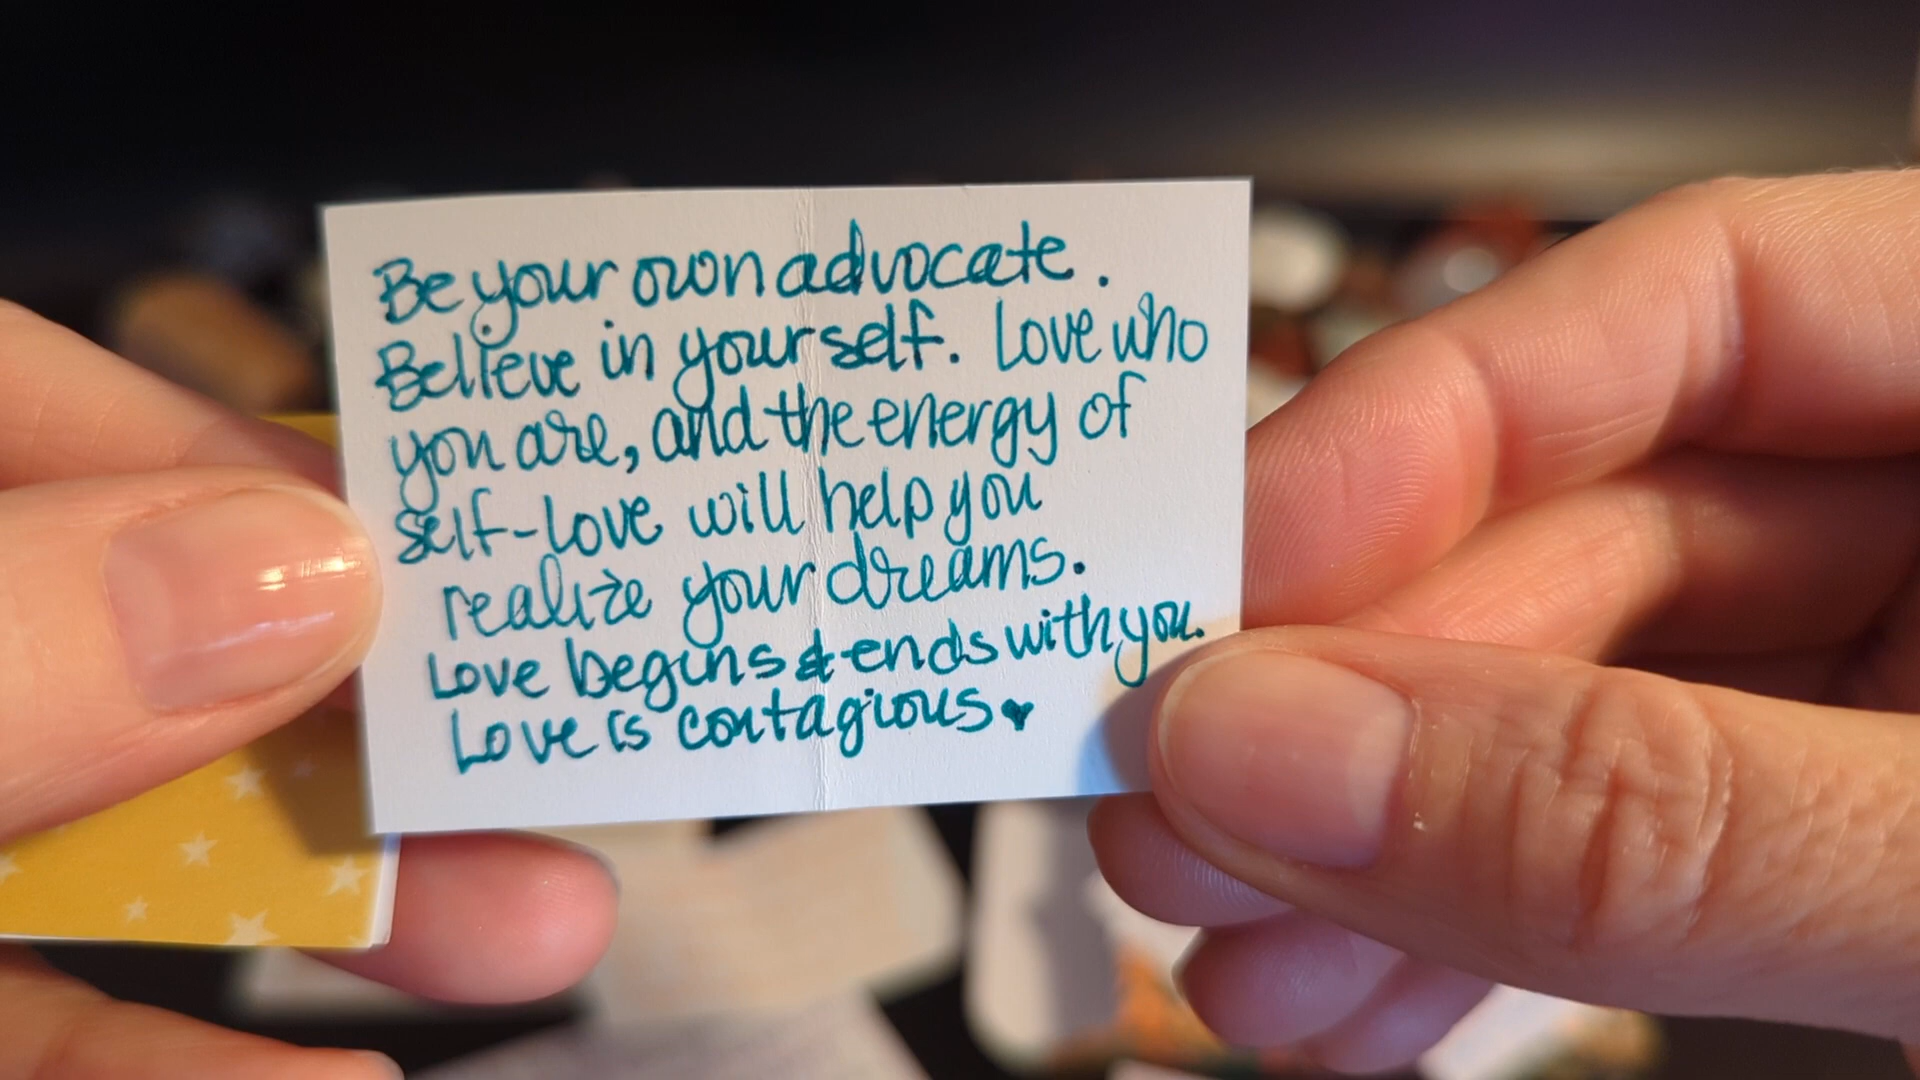 Be your own advocate.
Believe in yourself. Love who
you are, and the energy of
self-love will help you
realize your dreams.
Love begins & ends with you.
Love is contagious ♥